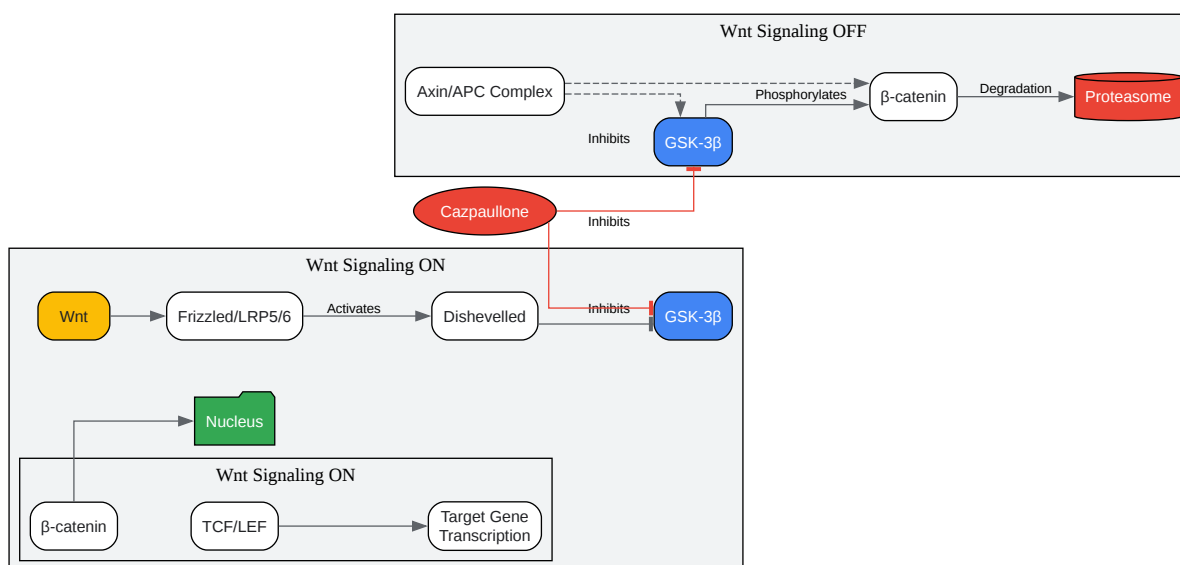 Wnt Signaling OFF
Axin/APC Complex
Phosphorylates
β-catenin
Degradation
Proteasome
Inhibits
GSK-3β
Cazpaullone
Inhibits
Wnt Signaling ON
Wnt
Frizzled/LRP5/6
Activates
Dishevelled
Inhibits
GSK-3β
Nucleus
Wnt Signaling ON
β-catenin
TCF/LEF
Target Gene
Transcription